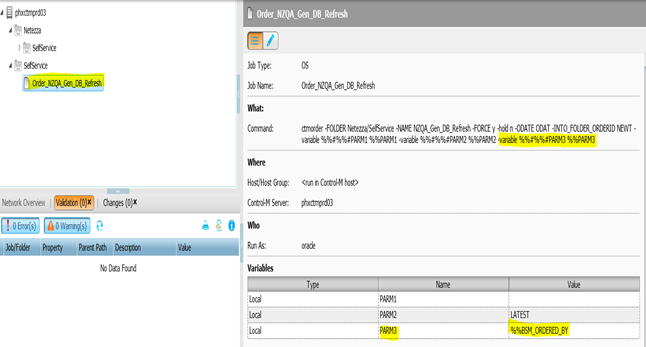 phxctmprd03
Netezza
SelfService
SelfService
Order_NZQA_Gen_DB_Refresh
Network Overview
Validation (0)
Changes (0)
0 Error(s)
0 Warning(s)
Job/Folder Property Parent Path Description Value
No Data Found
Order_NZQA_Gen_DB_Refresh
Job Type: OS
Job Name: Order_NZQA_Gen_DB_Refresh
What:
Command: ctmorder -FOLDER Netezza/SelfService -NAME NZQA_Gen_DB_Refresh -FORCE y -hold n -ODATE ODAT -INTO_FOLDER_ORDERID NEWT -
variable %%#%%#PARM1 %%PARM1 -variable %%#%%#PARM2 %%PARM2 -variable %%#%%#PARM3 %%PARM3
Where
Host/Host Group: <run in Control-M host>
Control-M Server: phxctmprd03
Who
Run As: oracle
Variables
Type Name Value
Local PARM1
Local PARM2 LATEST
Local PARM3 %%BSM_ORDERED_BY